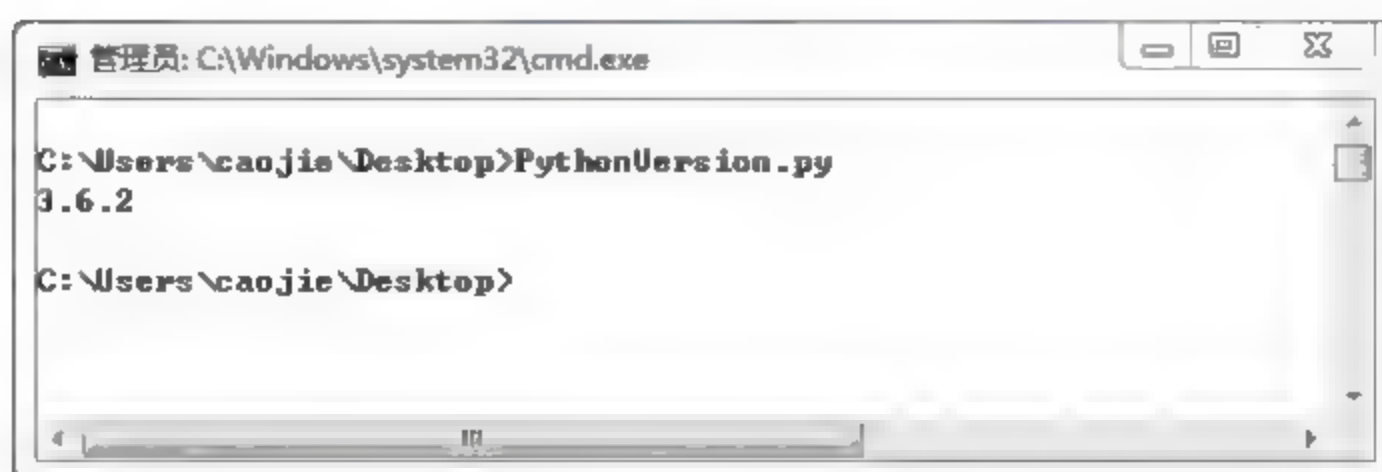 管理员: C:\Windows\system32\cmd.exe
C:\Users\caojie\Desktop>PythonVersion.py
3.6.2
C:\Users\caojie\Desktop>